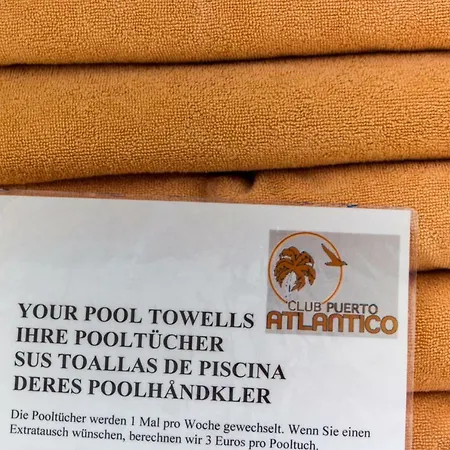 CLUB PUERTO
ATLANTICO
YOUR POOL TOWELLS
IHRE POOLTÜCHER
SUS TOALLAS DE PISCINA
DERES POOLHÅNDKLER
Die Pooltücher werden 1 Mal pro Woche gewechselt. Wenn Sie einen
Extratausch wünschen, berechnen wir 3 Euros pro Pooltuch.